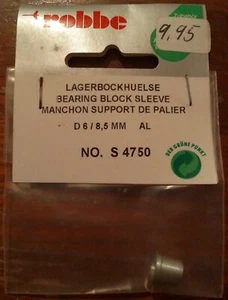 robbe
9,95
LAGERBOCKHUELSE
BEARING BLOCK SLEEVE
MANCHON SUPPORT DE PALIER
D 6 / 8,5 MM AL
NO. S 4750
DER GRÜNE PUNKT